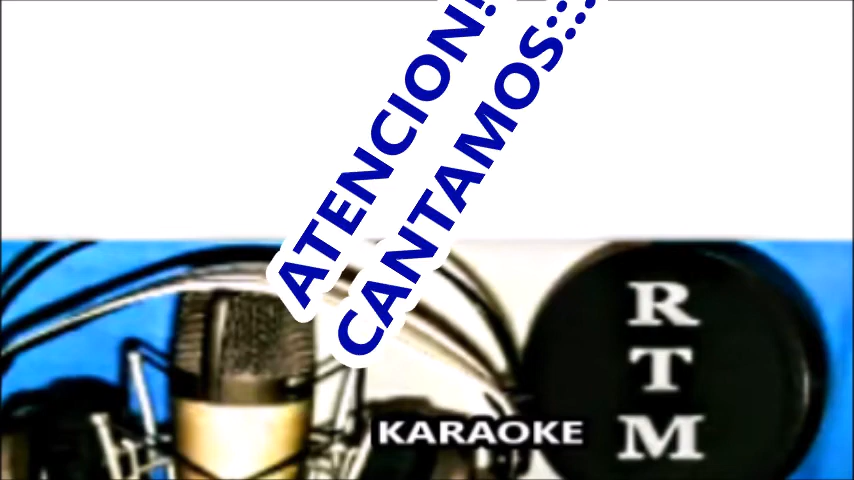 ATENCION!
CANTAMOS:::
KARAOKE
R
T
M